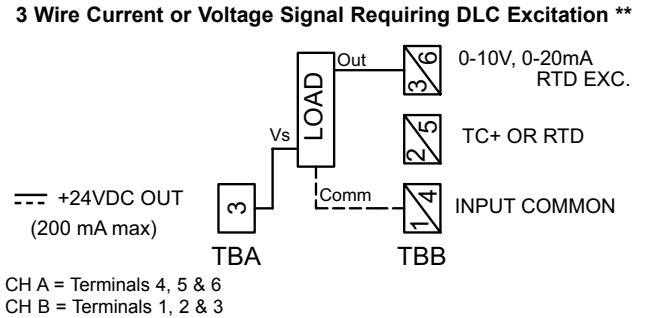 3 Wire Current or Voltage Signal Requiring DLC Excitation **
Out
3/6
0-10V, 0-20mA
RTD EXC.
LOAD
Vs
2/5
TC+ OR RTD
+24VDC OUT
(200 mA max)
3
Comm
1/4
INPUT COMMON
TBA
TBB
CH A = Terminals 4, 5 & 6
CH B = Terminals 1, 2 & 3